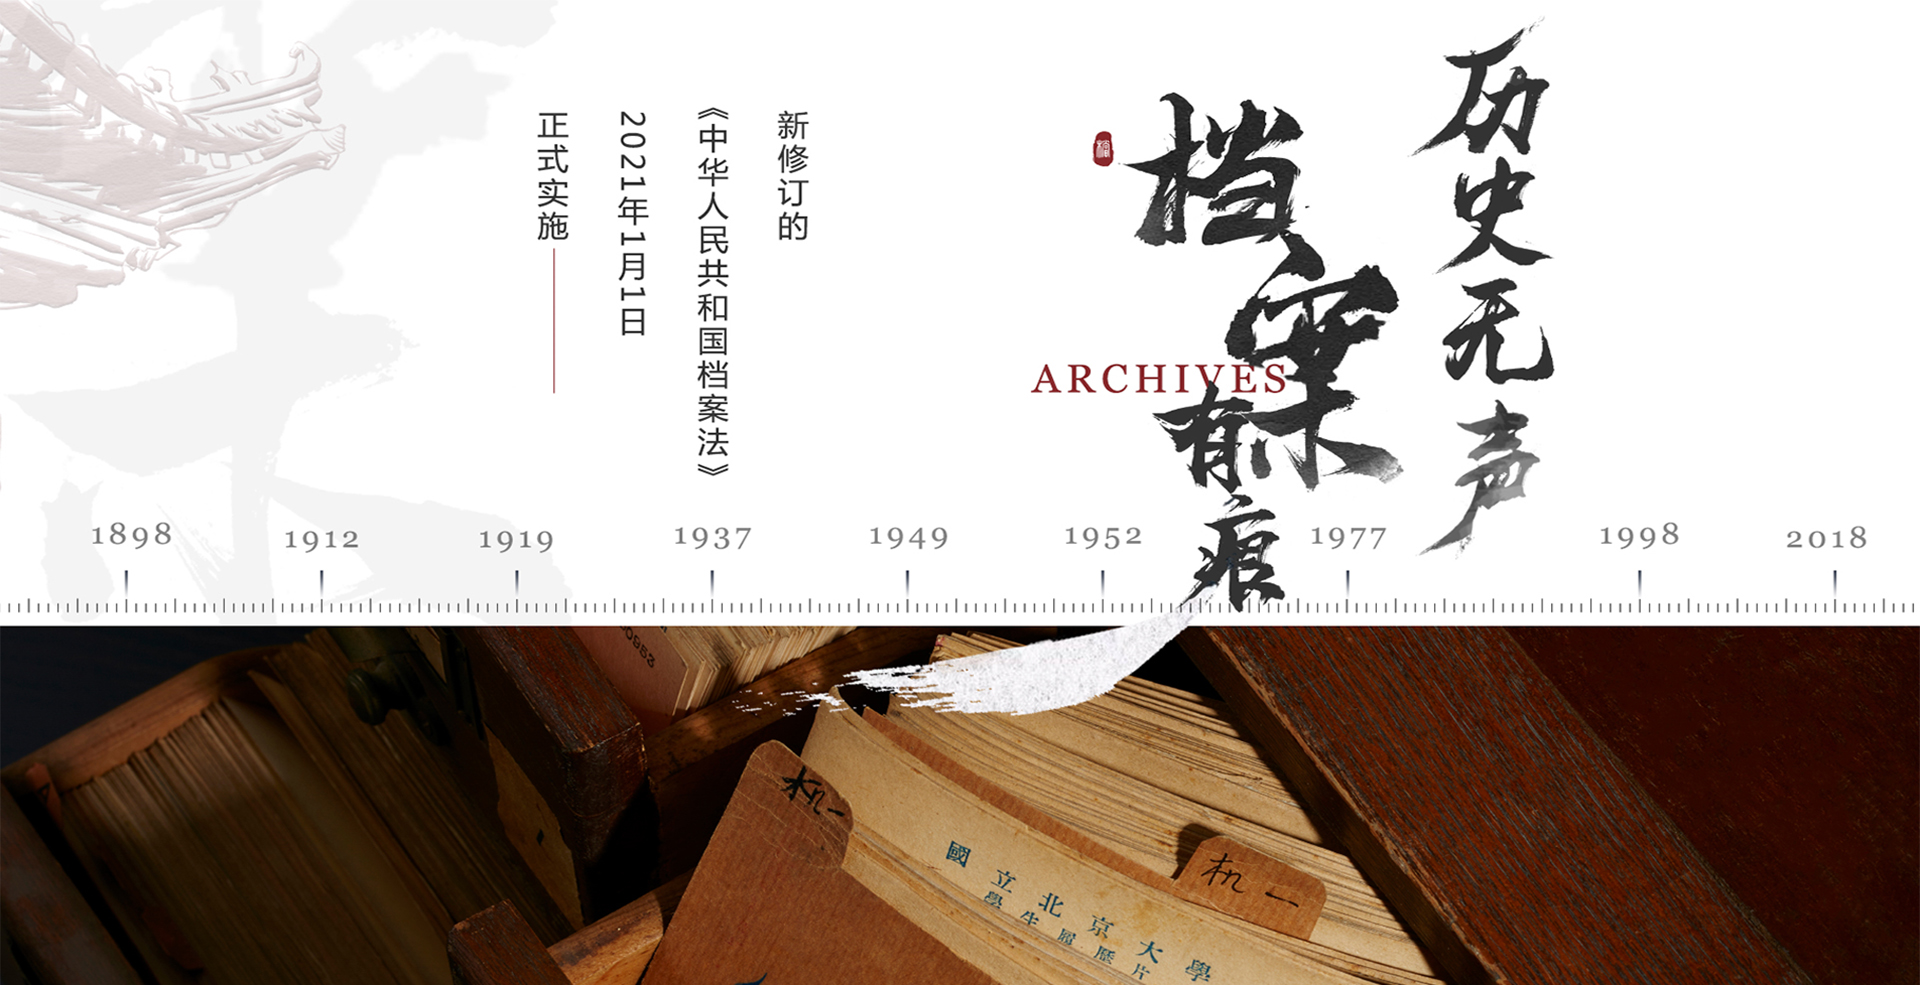 历史无声
档案有痕
ARCHIVES
新修订的
《中华人民共和国档案法》
2021年1月1日
正式实施
1898
1912
1919
1937
1949
1952
1977
1998
2018
机一
机一
國立北京大學
學生履歷片